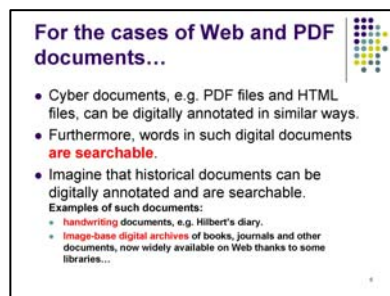 For the cases of Web and PDF
documents…
Cyber documents, e.g. PDF files and HTML
files, can be digitally annotated in similar ways.
Furthermore, words in such digital documents
are searchable.
Imagine that historical documents can be
digitally annotated and are searchable.
Examples of such documents:
handwriting documents, e.g. Hilbert's diary.
Image-base digital archives of books, journals and other
documents, now widely available on Web thanks to some
libraries…